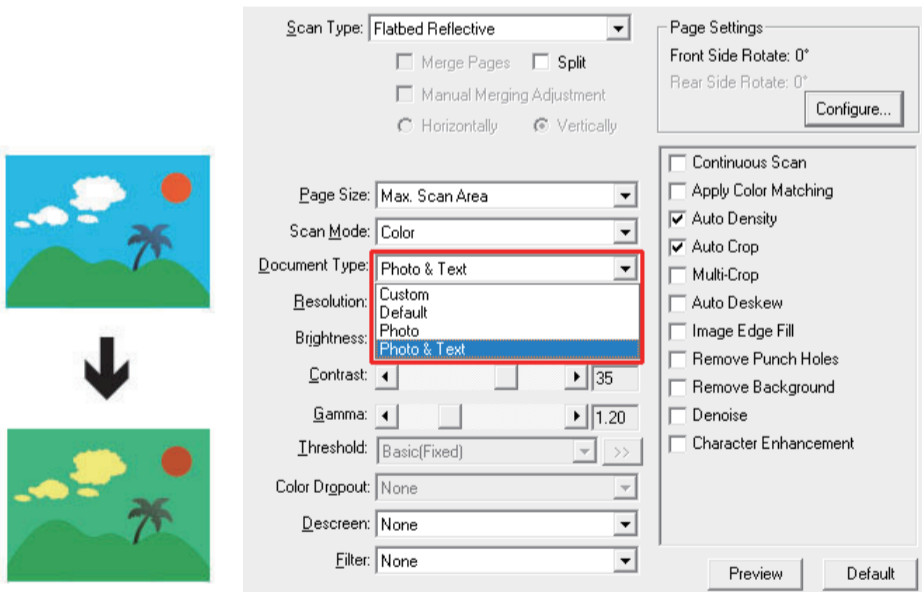 Scan Type: Flatbed Reflective
Merge Pages Split
Manual Merging Adjustment
Horizontally Vertically
Page Size: Max. Scan Area
Scan Mode: Color
Document Type: Photo & Text
Custom
Default
Photo
Photo & Text
Resolution:
Brightness:
Contrast: 35
Gamma: 1.20
Threshold: Basic(Fixed) >>
Color Dropout: None
Descreen: None
Filter: None
Page Settings
Front Side Rotate: 0°
Rear Side Rotate: 0°
Configure...
Continuous Scan
Apply Color Matching
Auto Density
Auto Crop
Multi-Crop
Auto Deskew
Image Edge Fill
Remove Punch Holes
Remove Background
Denoise
Character Enhancement
Preview Default